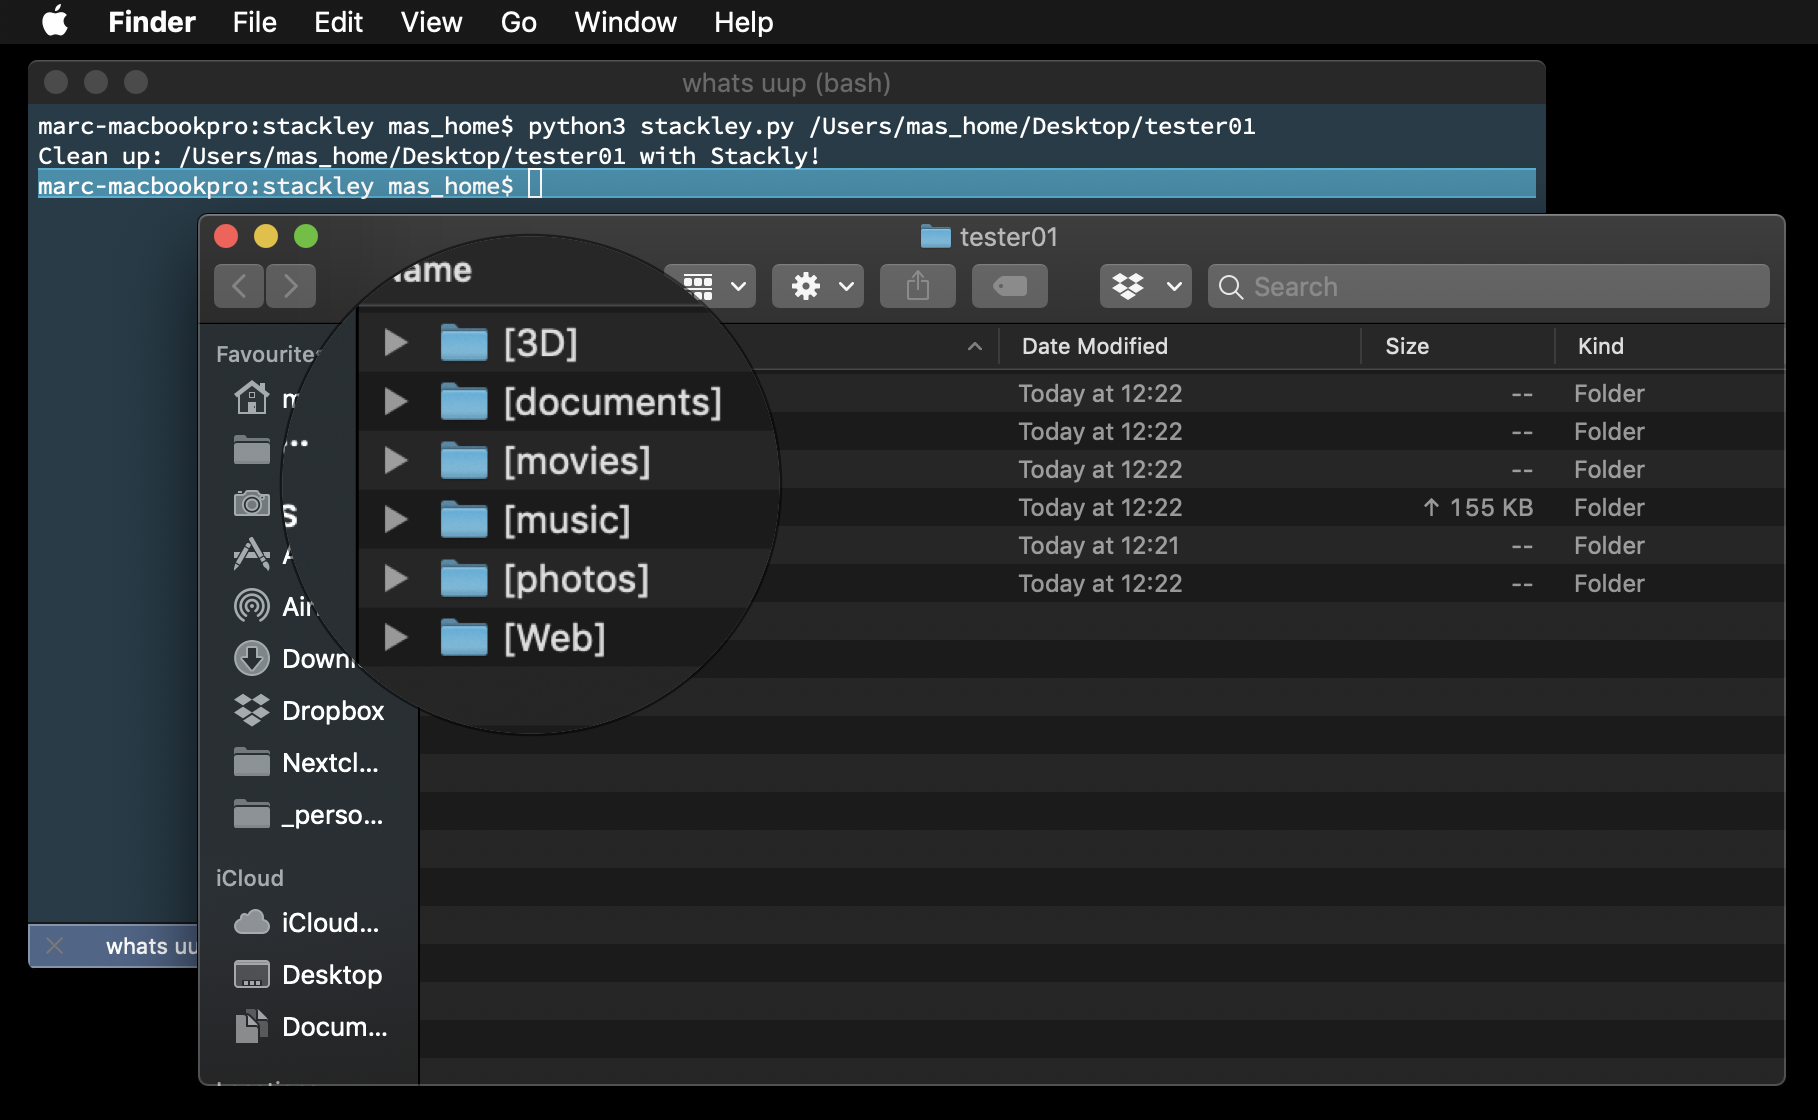 Finder File Edit View Go Window Help
whats uup (bash)
marc-macbookpro:stackley mas_home$ python3 stackley.py /Users/mas_home/Desktop/tester01
Clean up: /Users/mas_home/Desktop/tester01 with Stackly!
marc-macbookpro:stackley mas_home$
tester01
Search
ame
Date Modified Size Kind
[3D]
[documents]
[movies]
[music]
[photos]
[Web]
Today at 12:22 -- Folder
Today at 12:22 -- Folder
Today at 12:22 -- Folder
Today at 12:22 ↑ 155 KB Folder
Today at 12:21 -- Folder
Today at 12:22 -- Folder
Favourites
Dropbox
Nextcl...
_perso...
iCloud
iCloud...
Desktop
Docum...
whats uu